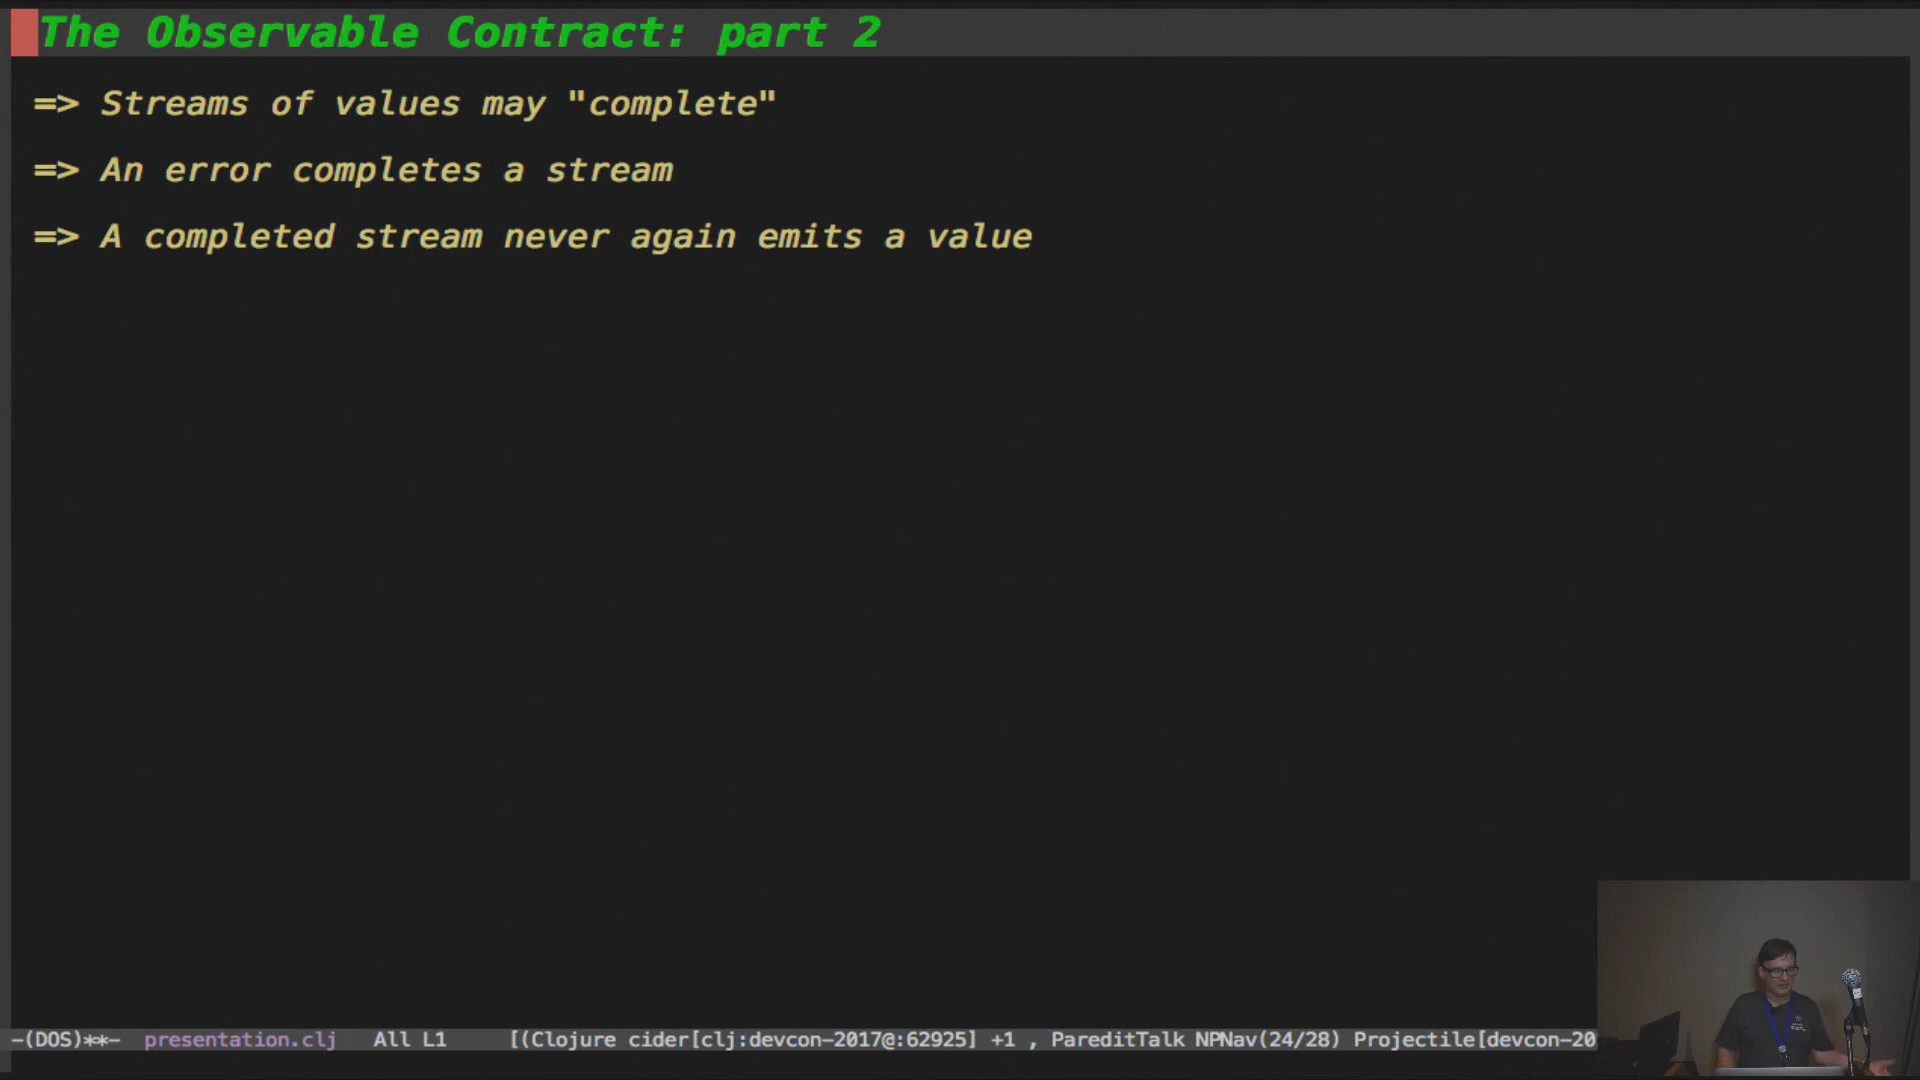 The Observable Contract: part 2
=> Streams of values may "complete"
=> An error completes a stream
=> A completed stream never again emits a value
-(DOS)**- presentation.clj All L1 [(Clojure cider[clj:devcon-2017@:62925] +1 , PareditTalk NPNav(24/28) Projectile[devcon-20